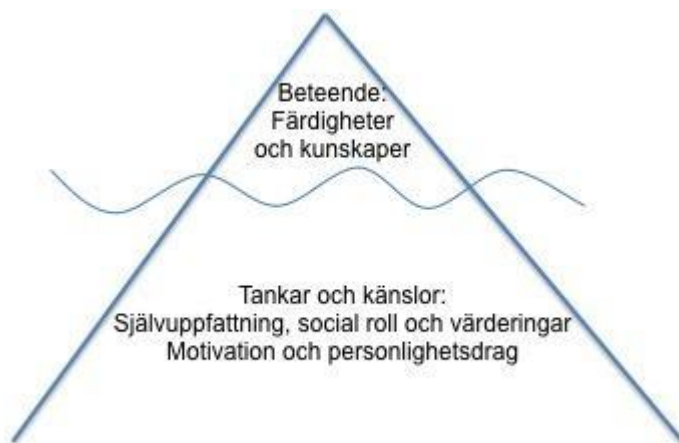 Beteende:
Färdigheter
och kunskaper
Tankar och känslor:
Självuppfattning, social roll och värderingar
Motivation och personlighetsdrag